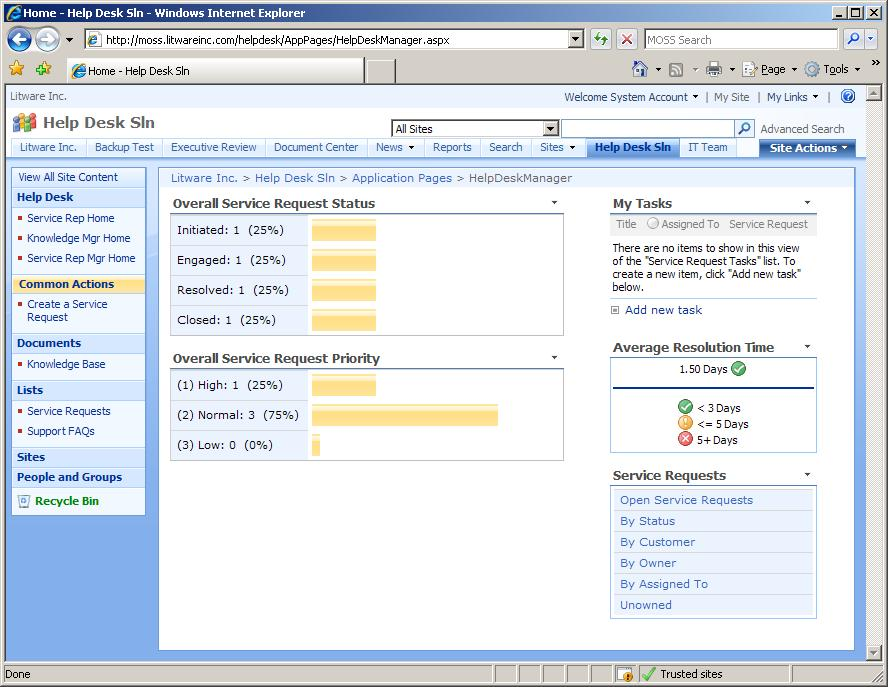 Home - Help Desk Sln - Windows Internet Explorer
http://moss.litwareinc.com/helpdesk/AppPages/HelpDeskManager.aspx
MOSS Search
Home - Help Desk Sln
Page
Tools
Litware Inc.
Welcome System Account
| My Site
| My Links
|
Help Desk Sln
All Sites
Advanced Search
Litware Inc.
Backup Test
Executive Review
Document Center
News
Reports
Search
Sites
Help Desk Sln
IT Team
Site Actions
View All Site Content
Help Desk
Service Rep Home
Knowledge Mgr Home
Service Rep Mgr Home
Common Actions
Create a Service
Request
Documents
Knowledge Base
Lists
Service Requests
Support FAQs
Sites
People and Groups
Recycle Bin
Litware Inc. > Help Desk Sln > Application Pages > HelpDeskManager
Overall Service Request Status
Initiated: 1 (25%)
Engaged: 1 (25%)
Resolved: 1 (25%)
Closed: 1 (25%)
Overall Service Request Priority
(1) High: 1 (25%)
(2) Normal: 3 (75%)
(3) Low: 0 (0%)
My Tasks
Title
Assigned To
Service Request
There are no items to show in this view
of the "Service Request Tasks" list. To
create a new item, click "Add new task"
below.
Add new task
Average Resolution Time
1.50 Days
< 3 Days
<= 5 Days
5+ Days
Service Requests
Open Service Requests
By Status
By Customer
By Owner
By Assigned To
Unowned
Done
Trusted sites